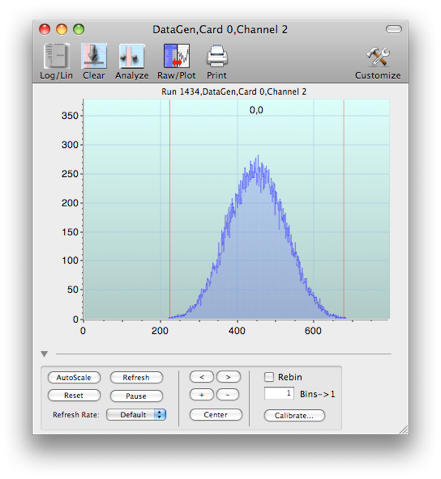 DataGen,Card 0,Channel 2
Log/Lin Clear Analyze Raw/Plot Print Customize
Run 1434,DataGen,Card 0,Channel 2
0,0
350
300
250
200
150
100
50
0
0 200 400 600
AutoScale Refresh < > Rebin
Reset Pause + - 1 Bins->1
Refresh Rate: Default Center Calibrate...